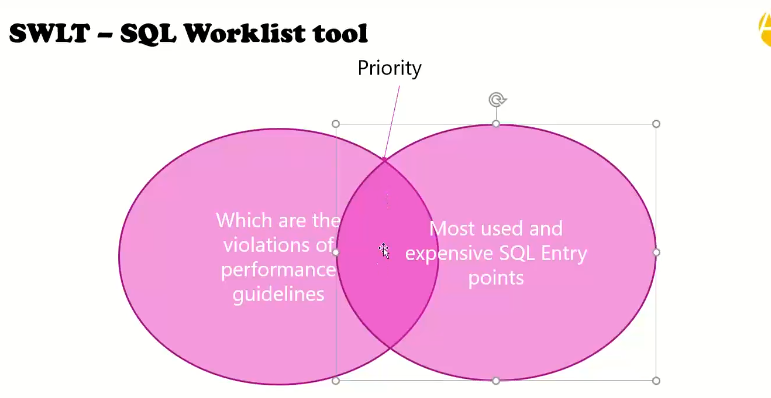 SWLT – SQL Worklist tool
Priority
Which are the
violations of
performance
guidelines
Most used and
expensive SQL Entry
points